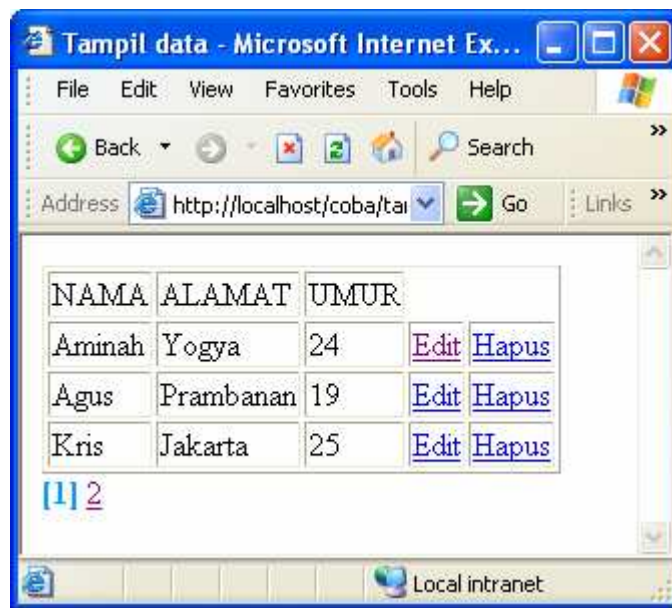 Tampil data - Microsoft Internet Ex...
File Edit View Favorites Tools Help
Back Search »
Address http://localhost/coba/tai Go Links »
NAMA ALAMAT UMUR
Aminah Yogya 24 Edit Hapus
Agus Prambanan 19 Edit Hapus
Kris Jakarta 25 Edit Hapus
[1] 2
Local intranet